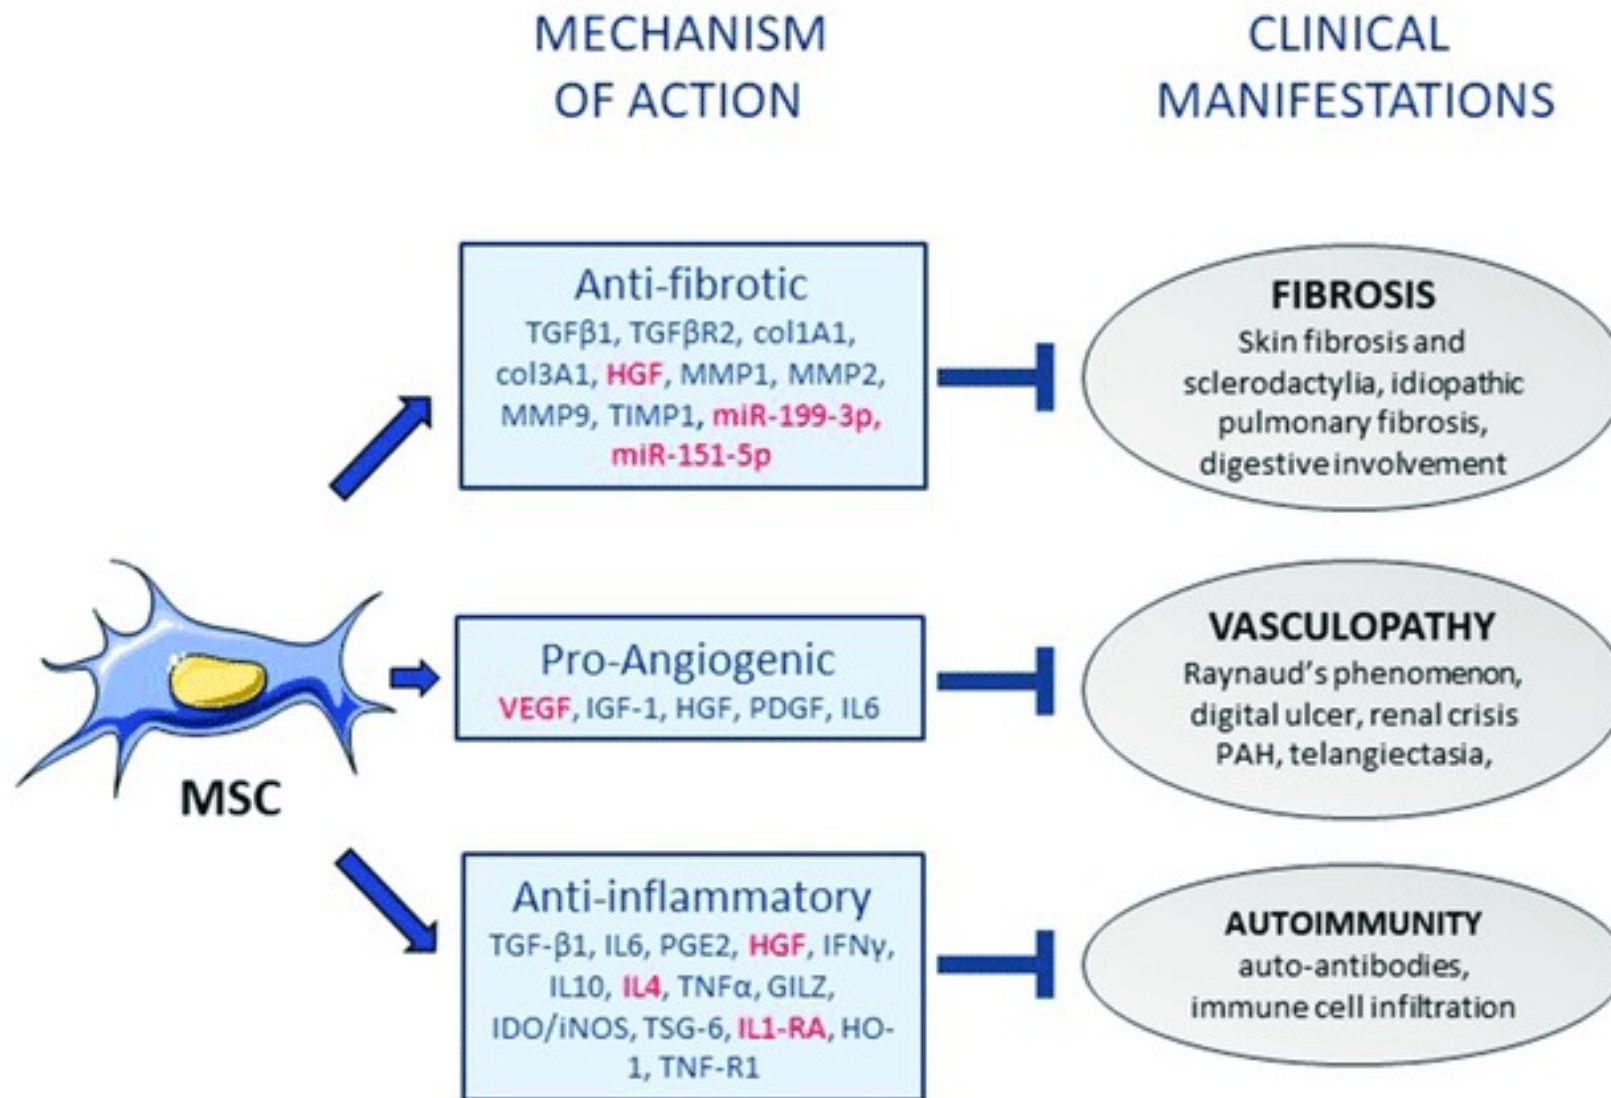 MECHANISM
OF ACTION
CLINICAL
MANIFESTATIONS
Anti-fibrotic
TGFβ1, TGFβR2, col1A1,
col3A1, HGF, MMP1, MMP2,
MMP9, TIMP1, miR-199-3p,
miR-151-5p
FIBROSIS
Skin fibrosis and
sclerodactylia, idiopathic
pulmonary fibrosis,
digestive involvement
MSC
Pro-Angiogenic
VEGF, IGF-1, HGF, PDGF, IL6
VASCULOPATHY
Raynaud's phenomenon,
digital ulcer, renal crisis
PAH, telangiectasia,
Anti-inflammatory
TGF-β1, IL6, PGE2, HGF, IFNγ,
IL10, IL4, TNFα, GILZ,
IDO/iNOS, TSG-6, IL1-RA, HO-
1, TNF-R1
AUTOIMMUNITY
auto-antibodies,
immune cell infiltration